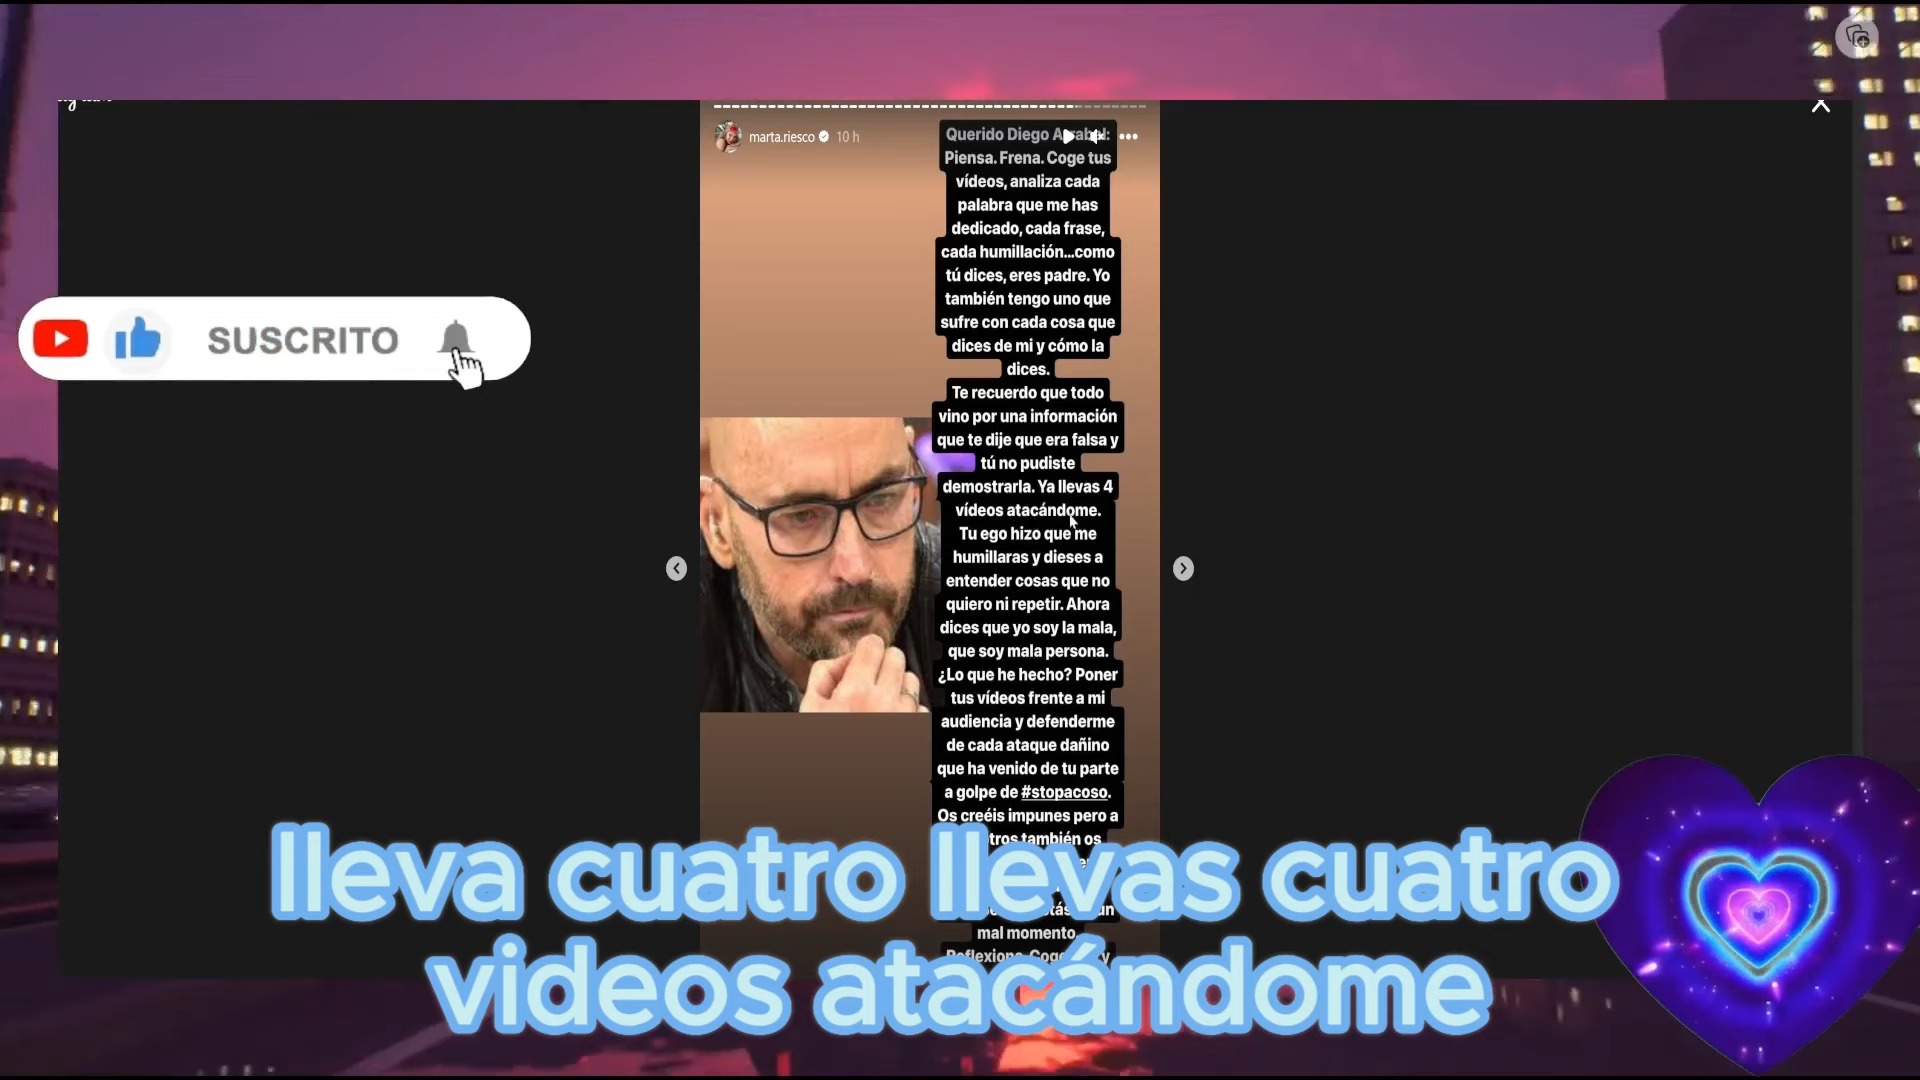 marta.riesco 10 h
Querido Diego Arrabal:
Piensa. Frena. Coge tus
vídeos, analiza cada
palabra que me has
dedicado, cada frase,
cada humillación...como
tú dices, eres padre. Yo
también tengo uno que
sufre con cada cosa que
dices de mi y cómo la
dices.
Te recuerdo que todo
vino por una información
que te dije que era falsa y
tú no pudiste
demostrarla. Ya llevas 4
vídeos atacándome.
Tu ego hizo que me
humillaras y dieses a
entender cosas que no
quiero ni repetir. Ahora
dices que yo soy la mala,
que soy mala persona.
¿Lo que he hecho? Poner
tus vídeos frente a mi
audiencia y defenderme
de cada ataque dañino
que ha venido de tu parte
a golpe de #stopacoso.
Os creéis impunes pero a
también os
un
mal momento.
SUSCRITO
lleva cuatro llevas cuatro
videos atacándome